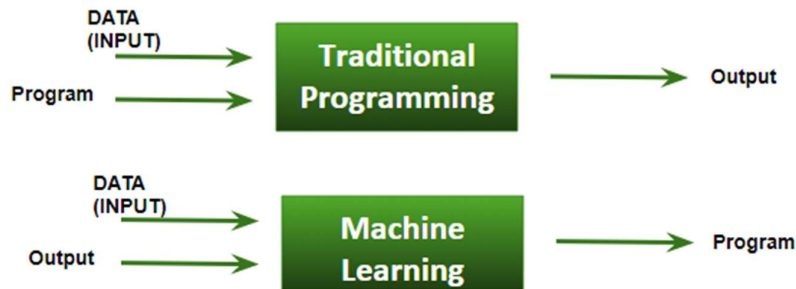 DATA
(INPUT)
Program
Traditional
Programming
Output
DATA
(INPUT)
Output
Machine
Learning
Program